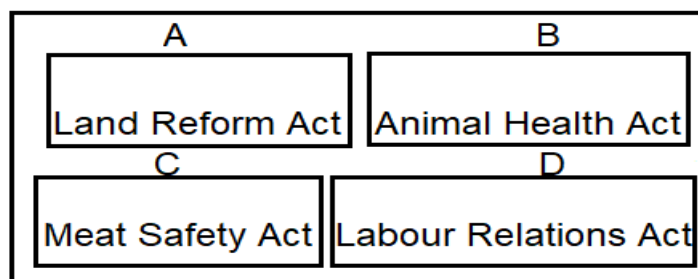 A B
Land Reform Act Animal Health Act
C D
Meat Safety Act Labour Relations Act